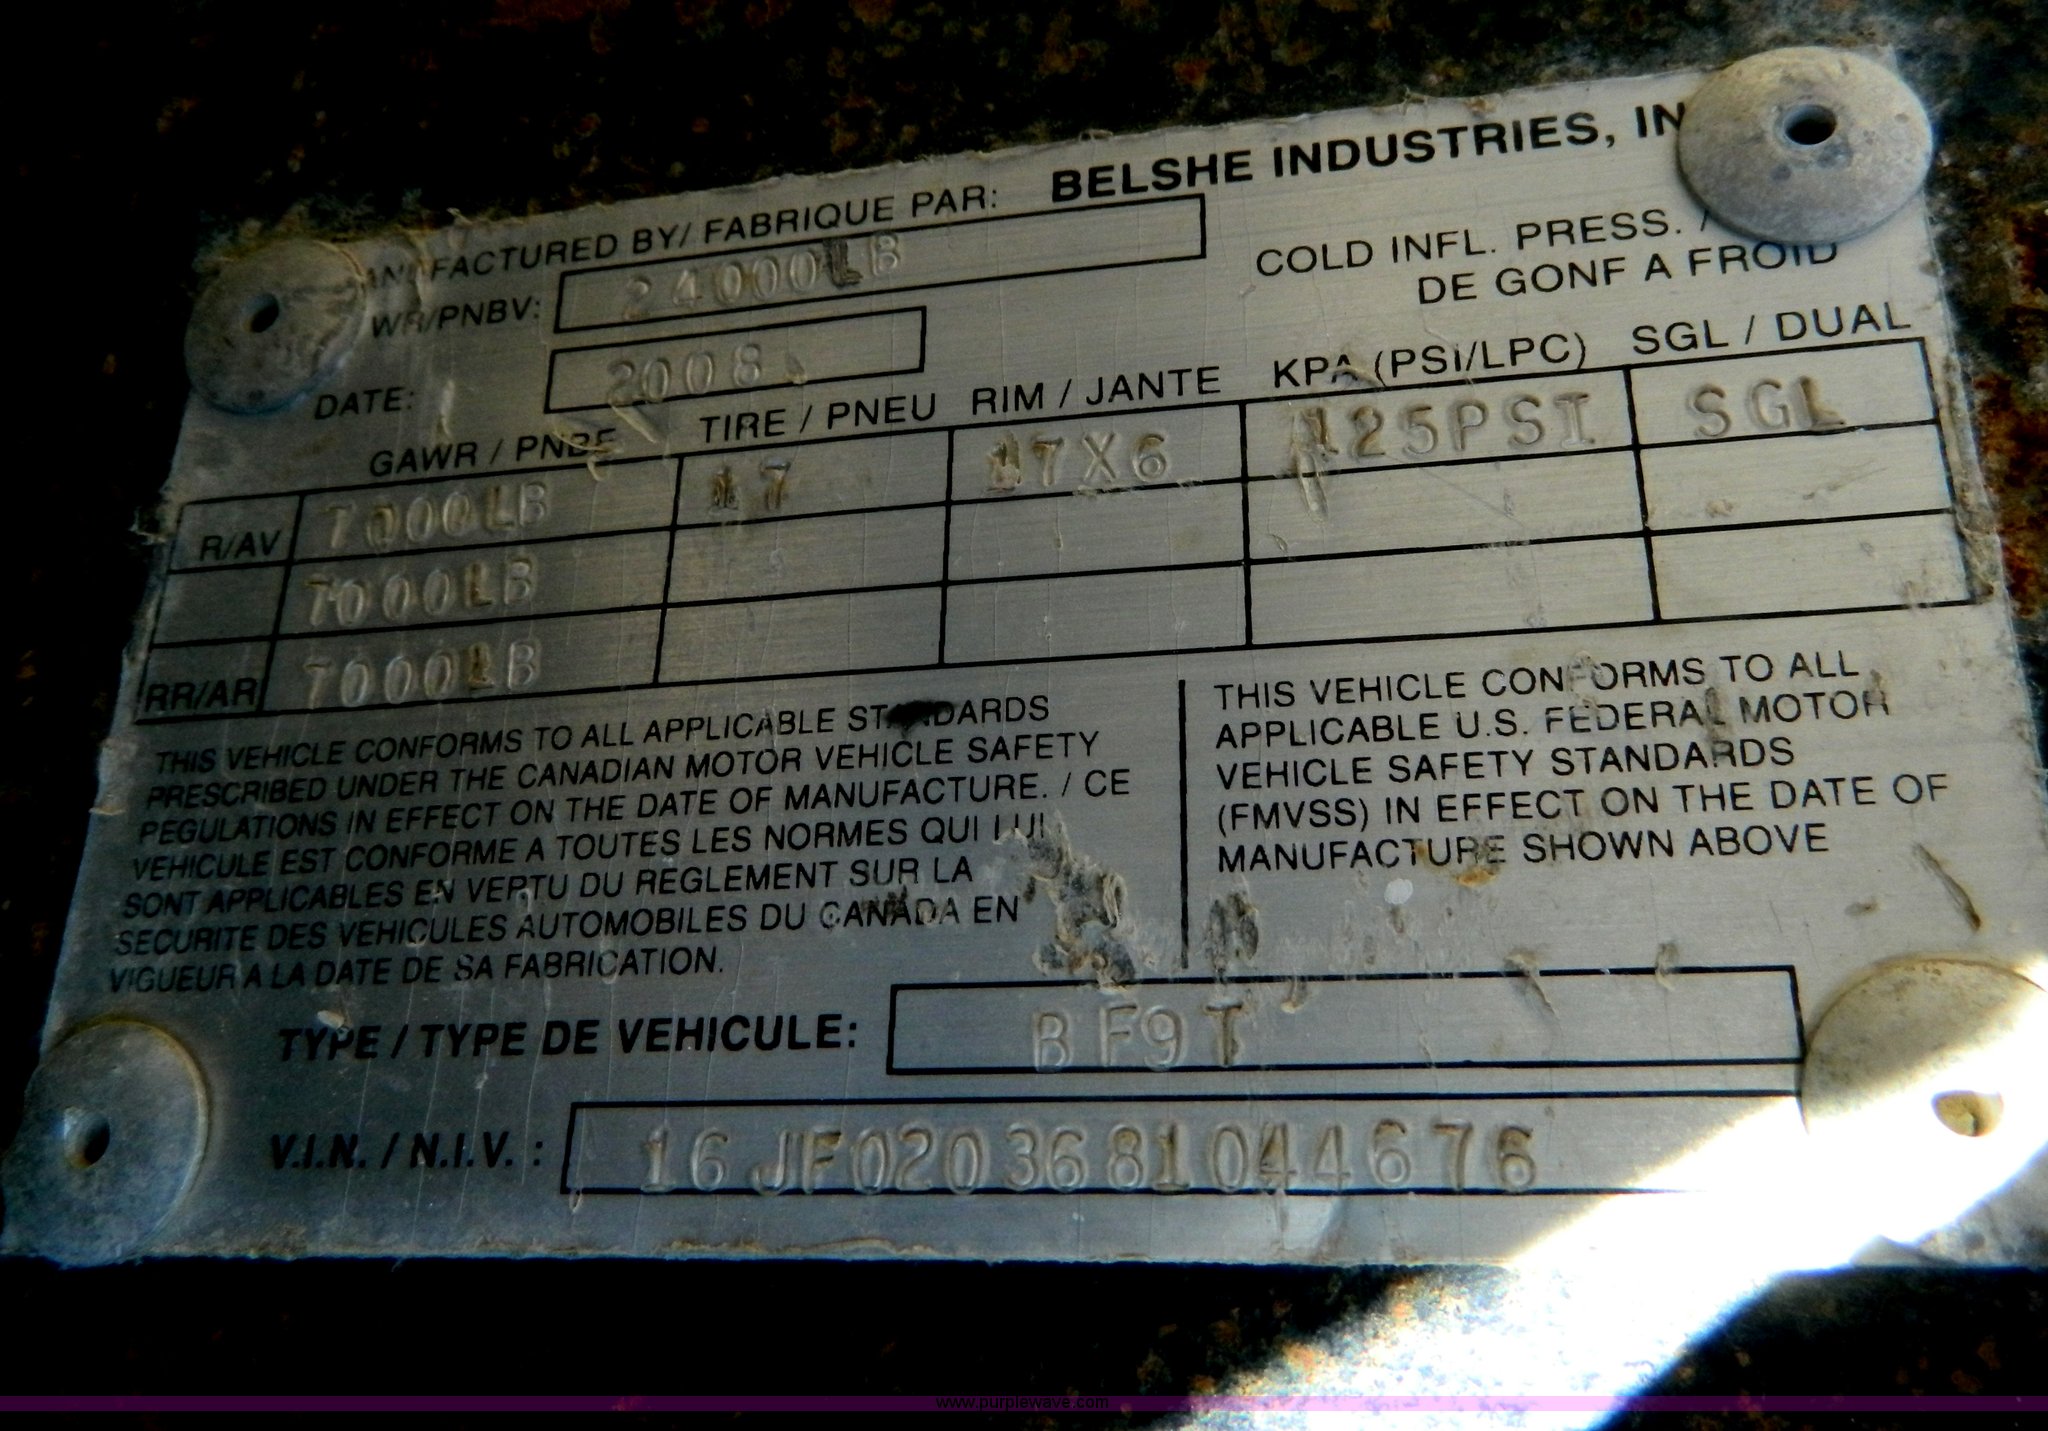 MANUFACTURED BY/ FABRIQUE PAR: BELSHE INDUSTRIES, IN
WR/PNBV: 24000LB
COLD INFL. PRESS. /
DE GONF A FROID
DATE: 2008
GAWR / PNBE TIRE / PNEU RIM / JANTE KPA (PSI/LPC) SGL / DUAL
R/AV 7000LB 17 17X6 125PSI SGL
7000LB
RR/AR 7000LB
THIS VEHICLE CONFORMS TO ALL APPLICABLE STANDARDS
PRESCRIBED UNDER THE CANADIAN MOTOR VEHICLE SAFETY
REGULATIONS IN EFFECT ON THE DATE OF MANUFACTURE. / CE
VEHICULE EST CONFORME A TOUTES LES NORMES QUI LUI
SONT APPLICABLES EN VERTU DU REGLEMENT SUR LA
SECURITE DES VEHICULES AUTOMOBILES DU CANADA EN
VIGUEUR A LA DATE DE SA FABRICATION.
THIS VEHICLE CONFORMS TO ALL
APPLICABLE U.S. FEDERAL MOTOR
VEHICLE SAFETY STANDARDS
(FMVSS) IN EFFECT ON THE DATE OF
MANUFACTURE SHOWN ABOVE
TYPE / TYPE DE VEHICULE: BF9T
V.I.N. / N.I.V. : 16JF0203681044676
www.purplewave.com